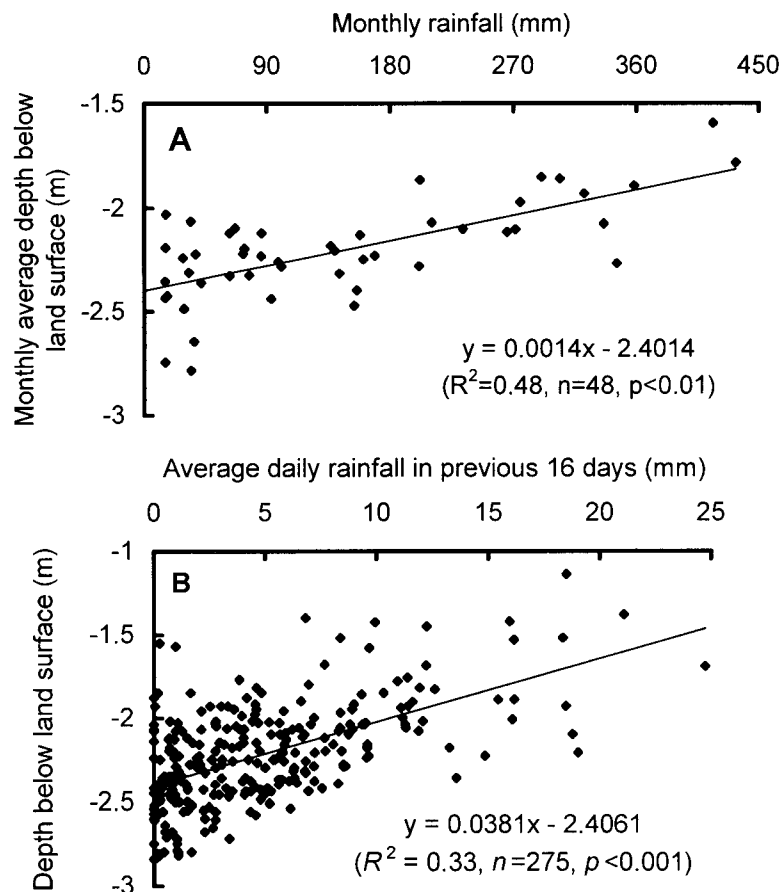 Monthly rainfall (mm)
0 90 180 270 360 450
-1.5
-2
-2.5
-3
Monthly average depth below
land surface (m)
A
y = 0.0014x - 2.4014
(R²=0.48, n=48, p<0.01)
Average daily rainfall in previous 16 days (mm)
0 5 10 15 20 25
-1
-1.5
-2
-2.5
-3
Depth below land surface (m)
B
y = 0.0381x - 2.4061
(R² = 0.33, n=275, p<0.001)